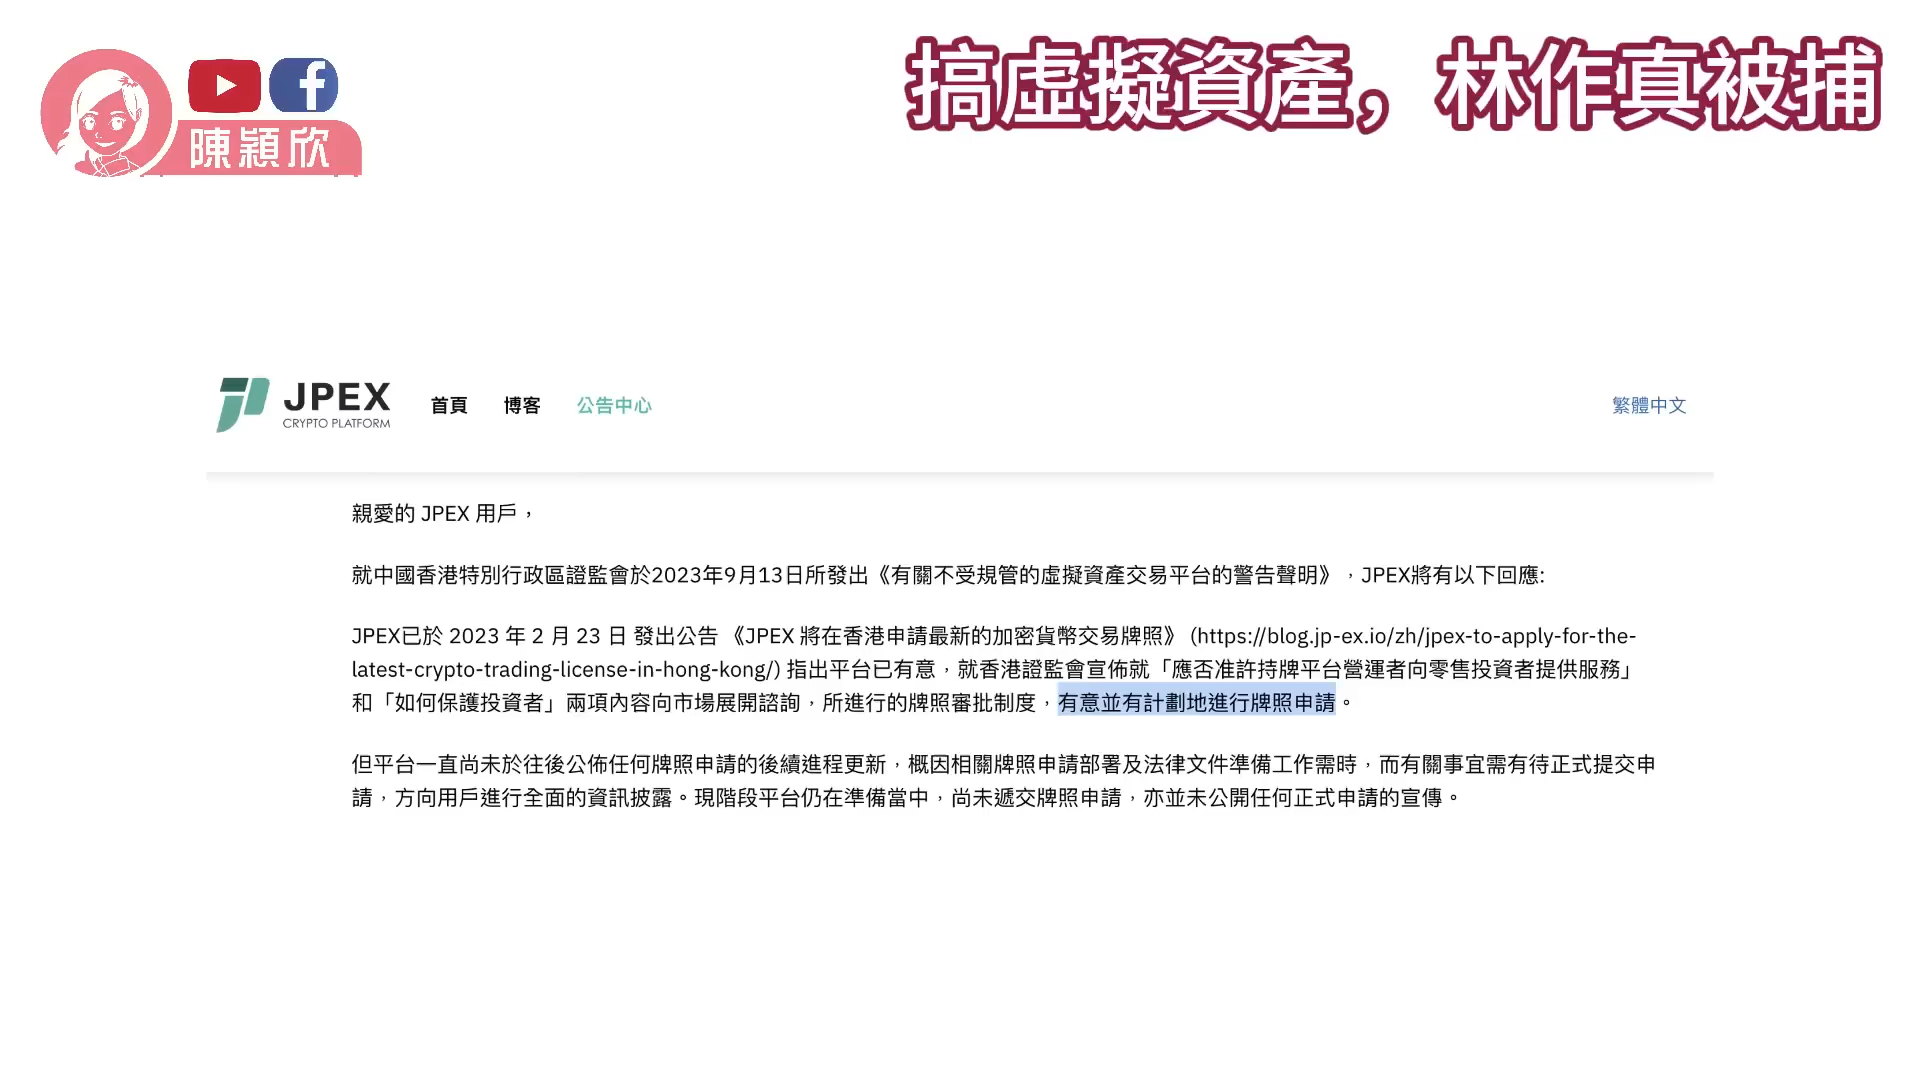 搞虛擬資產，林作真被捕
陳穎欣
JPEX
CRYPTO PLATFORM
首頁 博客 公告中心
繁體中文
親愛的 JPEX 用戶，
就中國香港特別行政區證監會於2023年9月13日所發出《有關不受規管的虛擬資產交易平台的警告聲明》，JPEX將有以下回應:
JPEX已於 2023 年 2 月 23 日 發出公告 《JPEX 將在香港申請最新的加密貨幣交易牌照》 (https://blog.jp-ex.io/zh/jpex-to-apply-for-the-
latest-crypto-trading-license-in-hong-kong/) 指出平台已有意，就香港證監會宣佈就「應否准許持牌平台營運者向零售投資者提供服務」
和「如何保護投資者」兩項內容向市場展開諮詢，所進行的牌照審批制度，有意並有計劃地進行牌照申請。
但平台一直尚未於往後公佈任何牌照申請的後續進程更新，概因相關牌照申請部署及法律文件準備工作需時，而有關事宜需有待正式提交申
請，方向用戶進行全面的資訊披露。現階段平台仍在準備當中，尚未遞交牌照申請，亦並未公開任何正式申請的宣傳。